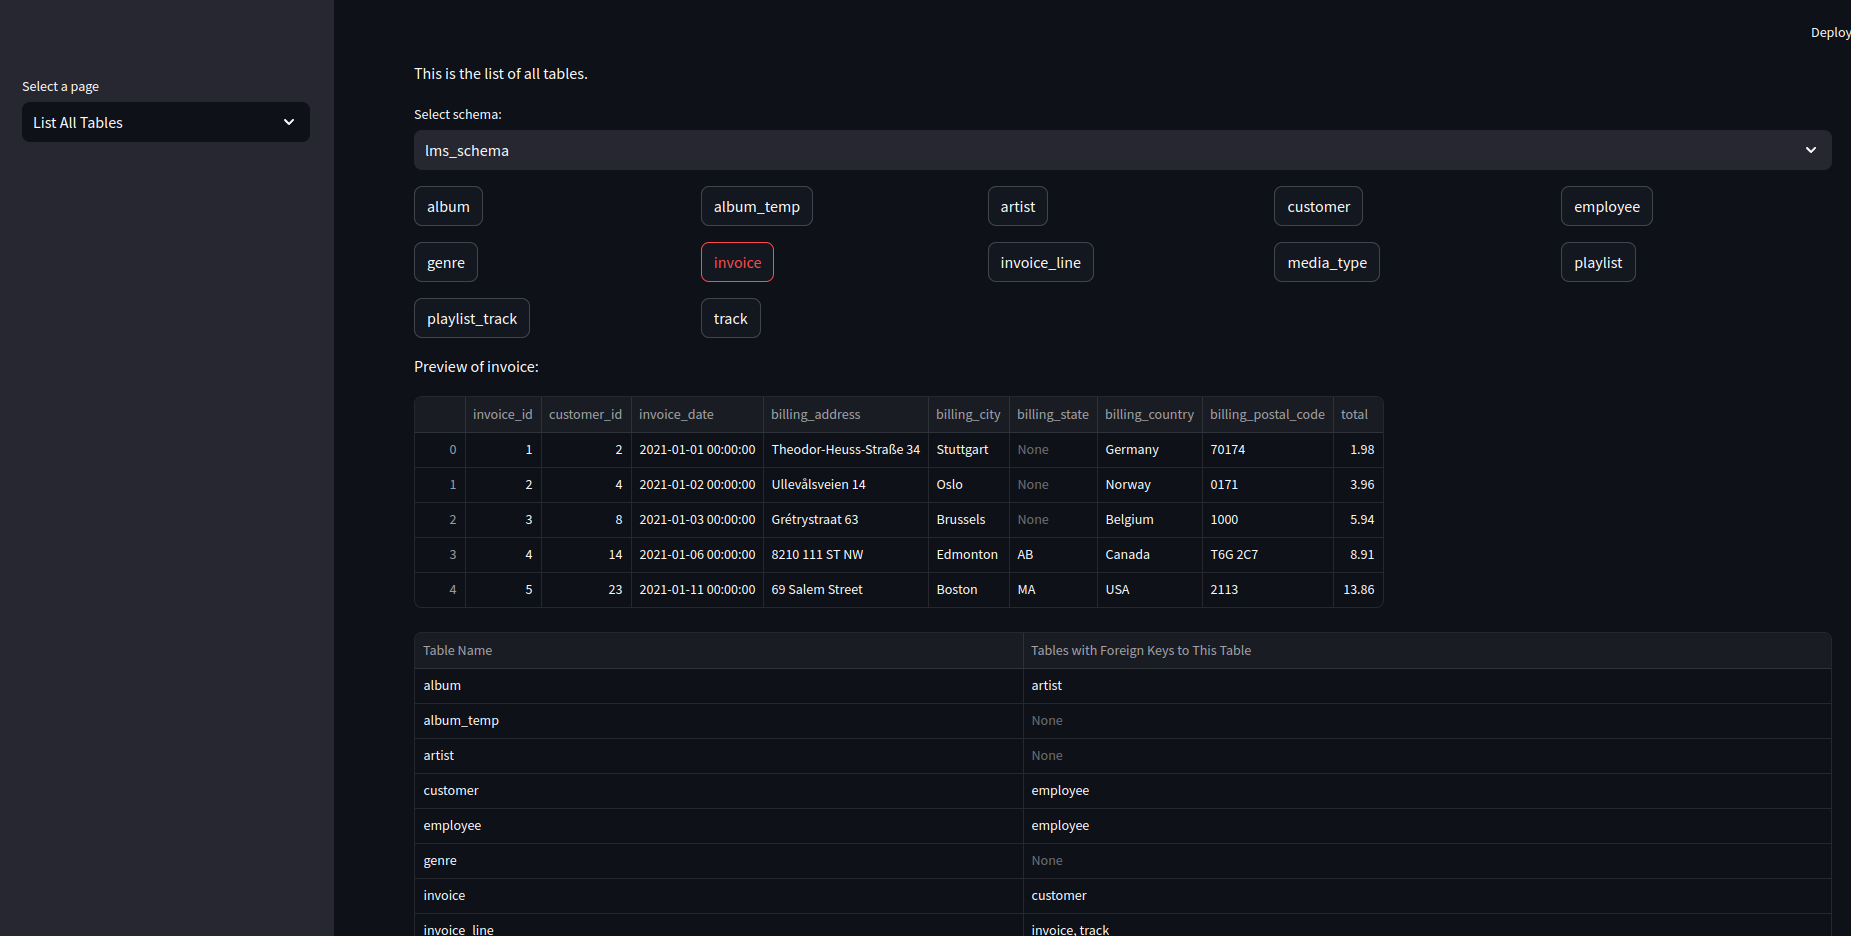 Deploy
Select a page
List All Tables
This is the list of all tables.
Select schema:
lms_schema
album album_temp artist customer employee
genre invoice invoice_line media_type playlist
playlist_track track
Preview of invoice:
invoice_id customer_id invoice_date billing_address billing_city billing_state billing_country billing_postal_code total
0 1 2 2021-01-01 00:00:00 Theodor-Heuss-Straße 34 Stuttgart None Germany 70174 1.98
1 2 4 2021-01-02 00:00:00 Ullevålsveien 14 Oslo None Norway 0171 3.96
2 3 8 2021-01-03 00:00:00 Grétrystraat 63 Brussels None Belgium 1000 5.94
3 4 14 2021-01-06 00:00:00 8210 111 ST NW Edmonton AB Canada T6G 2C7 8.91
4 5 23 2021-01-11 00:00:00 69 Salem Street Boston MA USA 2113 13.86
Table Name Tables with Foreign Keys to This Table
album artist
album_temp None
artist None
customer employee
employee employee
genre None
invoice customer
invoice_line invoice, track